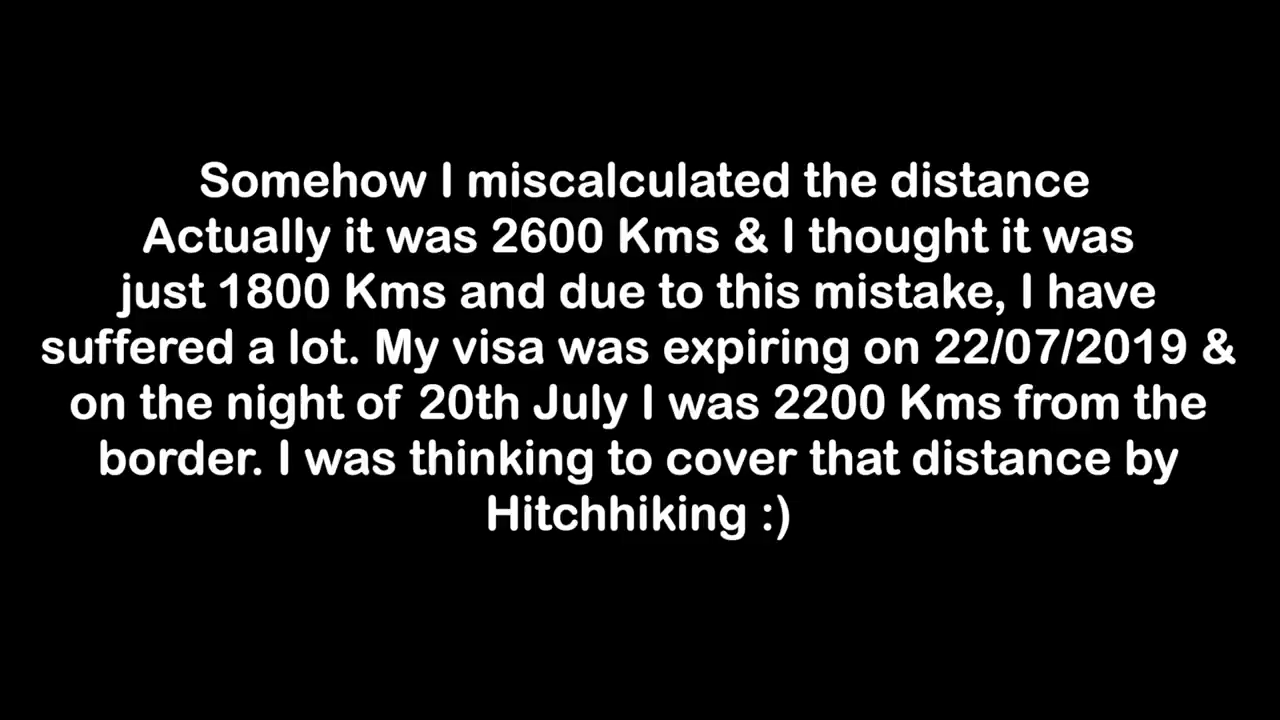 Somehow I miscalculated the distance
Actually it was 2600 Kms & I thought it was
just 1800 Kms and due to this mistake, I have
suffered a lot. My visa was expiring on 22/07/2019 &
on the night of 20th July I was 2200 Kms from the
border. I was thinking to cover that distance by
Hitchhiking :)